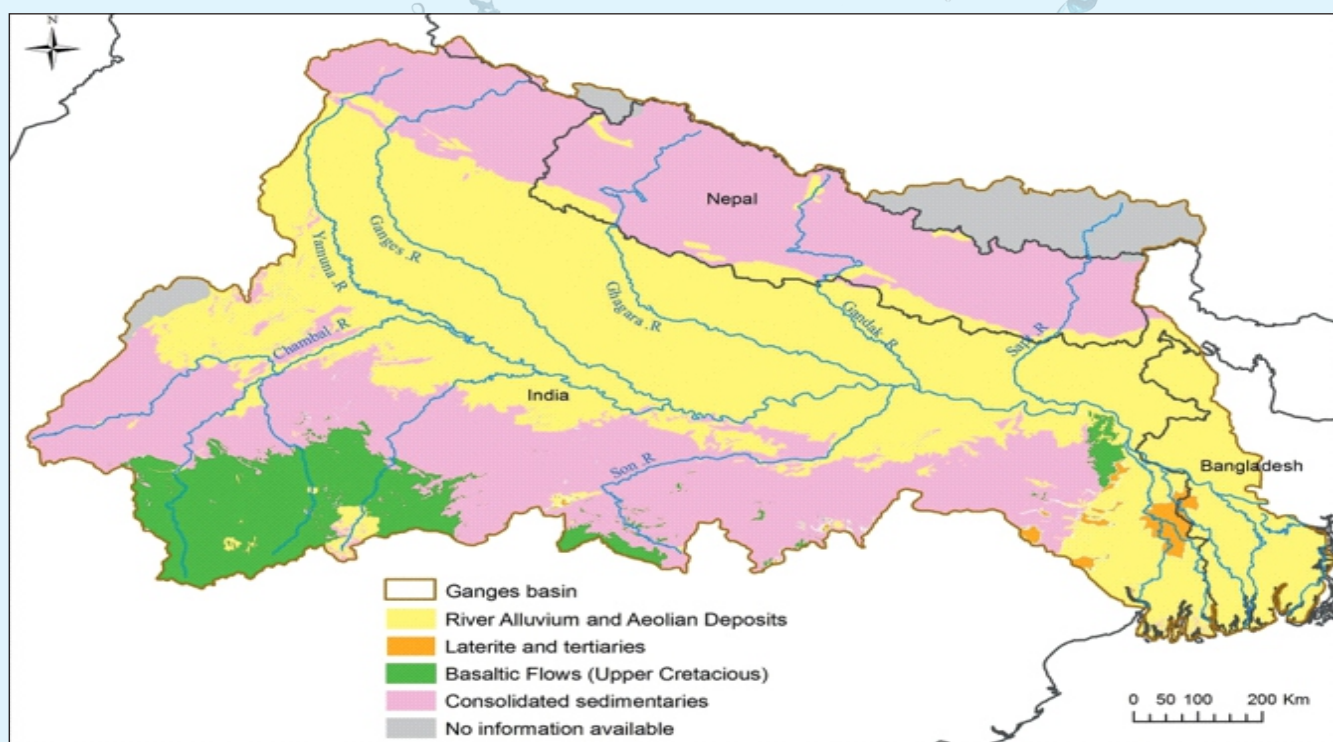 N
Nepal
Ganges .R
Yamuna .R
Ghagara .R
Gandak .R
Sapt .R
Chambal .R
India
Son .R
Bangladesh
Ganges basin
River Alluvium and Aeolian Deposits
Laterite and tertiaries
Basaltic Flows (Upper Cretacious)
Consolidated sedimentaries
No information available
0 50 100 200 Km